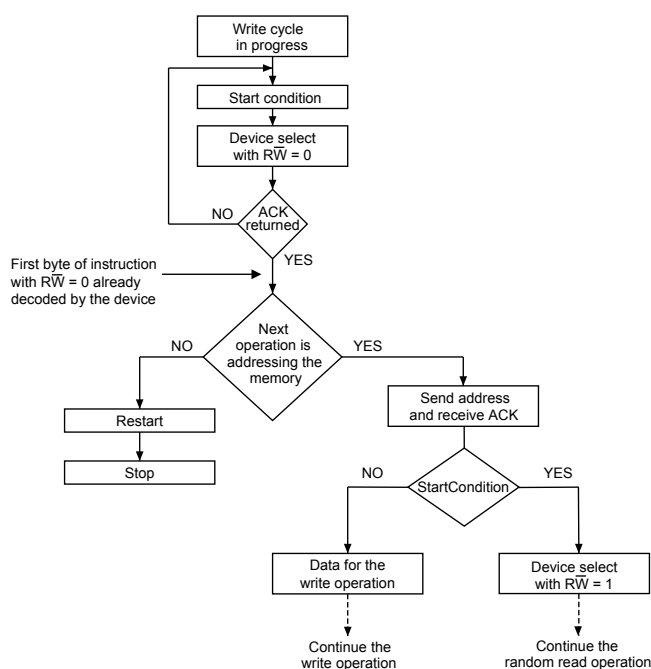 Write cycle
in progress
Start condition
Device select
with RW̅ = 0
ACK
returned
NO
YES
First byte of instruction
with RW̅ = 0 already
decoded by the device
Next
operation is
addressing the
memory
NO
YES
Restart
Stop
Send address
and receive ACK
StartCondition
NO
YES
Data for the
write operation
Device select
with RW̅ = 1
Continue the
write operation
Continue the
random read operation